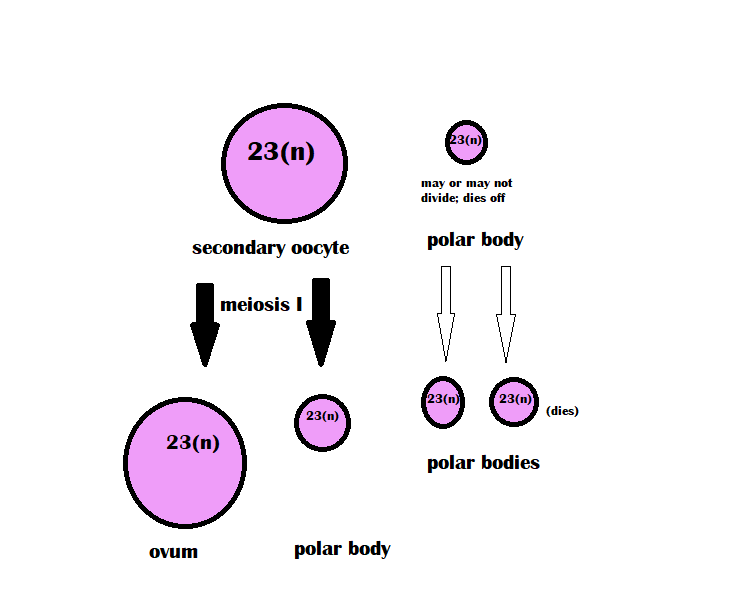 23(n)
23(n)
may or may not
divide; dies off
secondary oocyte
polar body
meiosis I
23(n)
23(n)
23(n)
23(n)
(dies)
polar bodies
ovum
polar body